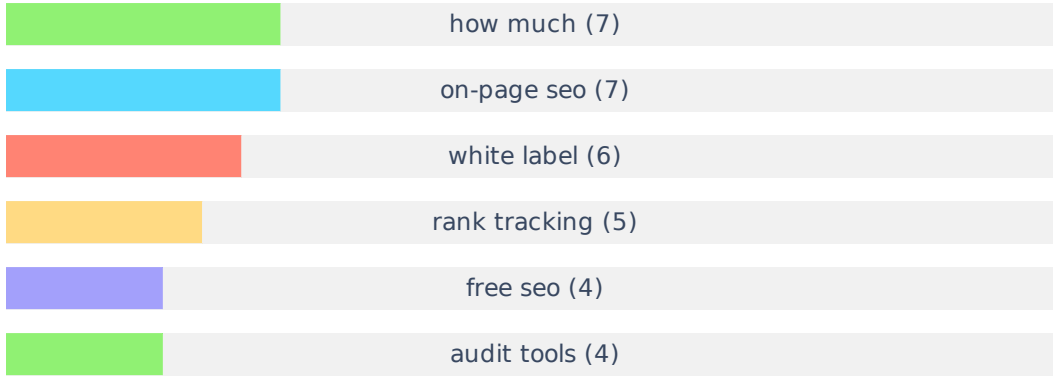 how much (7)
on-page seo (7)
white label (6)
rank tracking (5)
free seo (4)
audit tools (4)